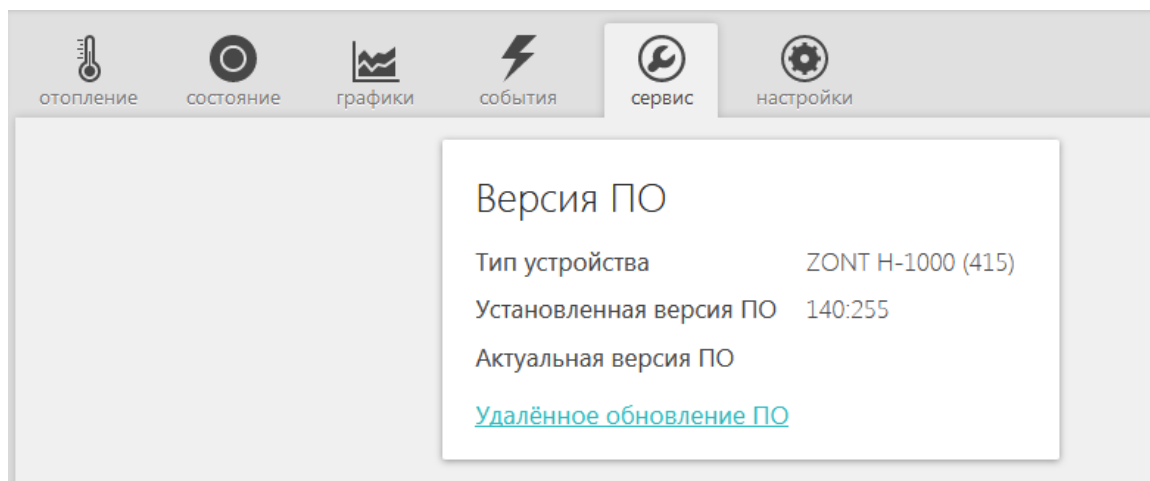 отопление состояние графики события сервис настройки
Версия ПО
Тип устройства ZONT H-1000 (415)
Установленная версия ПО 140:255
Актуальная версия ПО
Удалённое обновление ПО